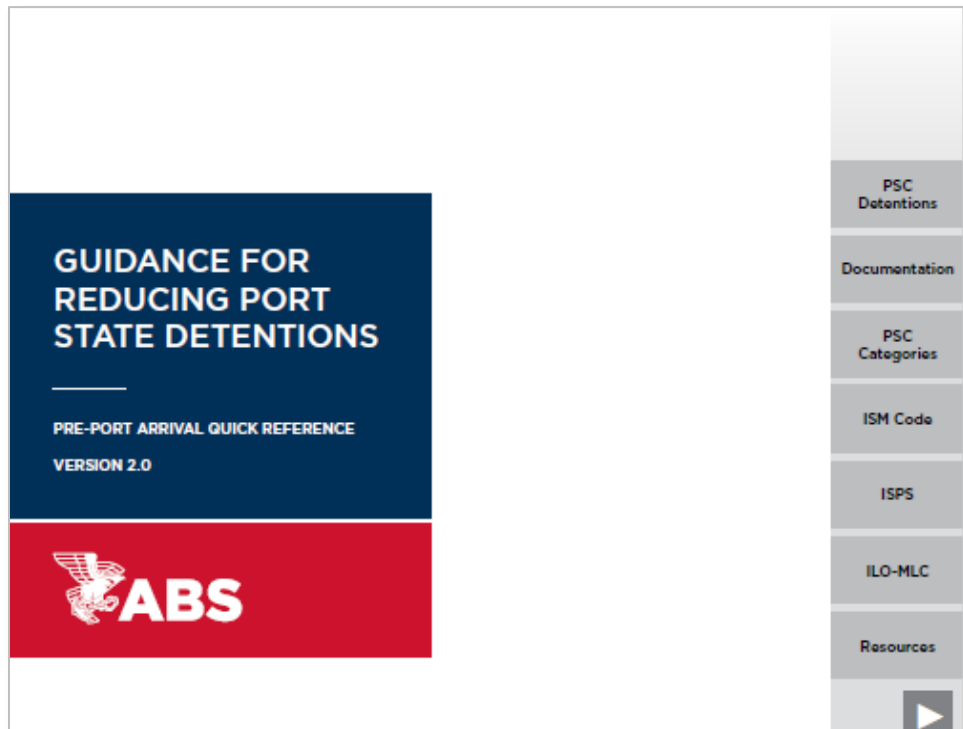 GUIDANCE FOR
REDUCING PORT
STATE DETENTIONS
PRE-PORT ARRIVAL QUICK REFERENCE
VERSION 2.0
ABS
PSC
Detentions
Documentation
PSC
Categories
ISM Code
ISPS
ILO-MLC
Resources